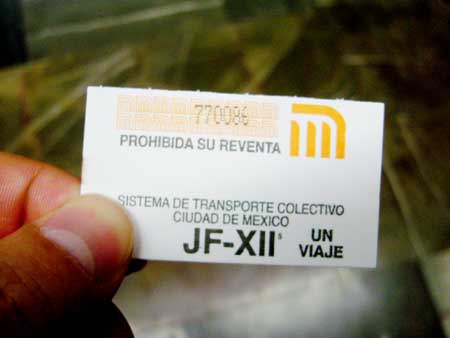 770086
PROHIBIDA SU REVENTA
SISTEMA DE TRANSPORTE COLECTIVO
CIUDAD DE MEXICO
JF-XII UN VIAJE